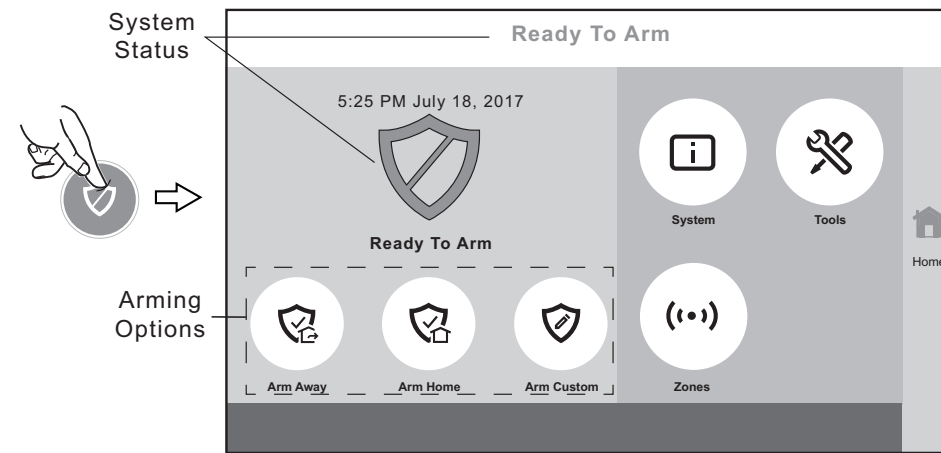 System
Status
Ready To Arm
5:25 PM July 18, 2017
Ready To Arm
System
Tools
Home
Arming
Options
Arm Away
Arm Home
Arm Custom
Zones